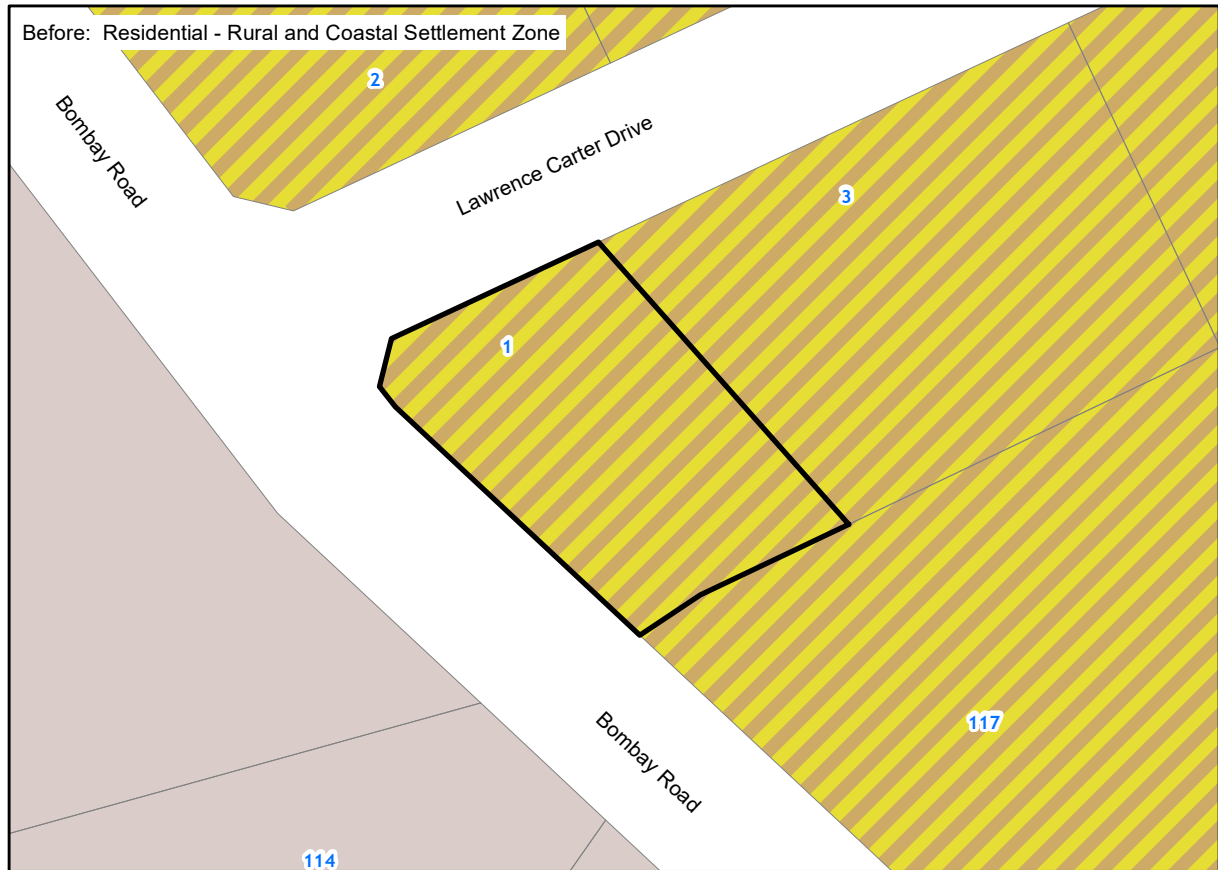 Before: Residential - Rural and Coastal Settlement Zone
2
Bombay Road
Lawrence Carter Drive
3
1
117
Bombay Road
114